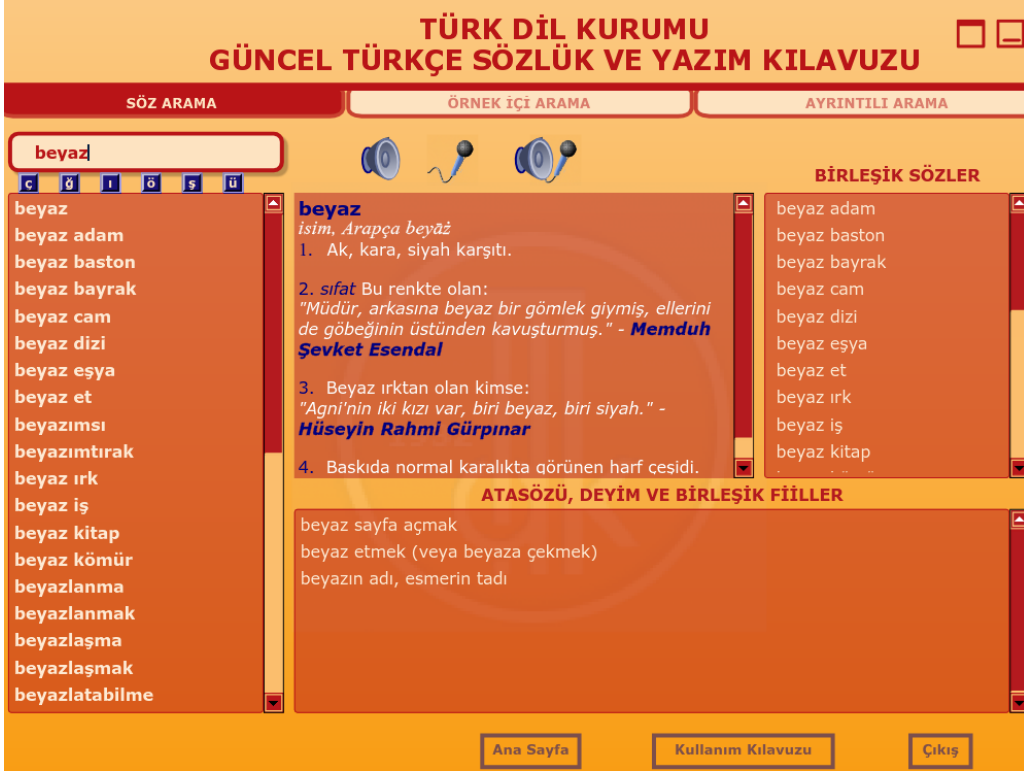 TÜRK DİL KURUMU
GÜNCEL TÜRKÇE SÖZLÜK VE YAZIM KILAVUZU
SÖZ ARAMA
ÖRNEK İÇİ ARAMA
AYRINTILI ARAMA
beyaz
ç ğ ı ö ş ü
beyaz
beyaz adam
beyaz baston
beyaz bayrak
beyaz cam
beyaz dizi
beyaz eşya
beyaz et
beyazımsı
beyazımtırak
beyaz ırk
beyaz iş
beyaz kitap
beyaz kömür
beyazlanma
beyazlanmak
beyazlaşma
beyazlaşmak
beyazlatabilme
beyaz
isim, Arapça beyāż
1. Ak, kara, siyah karşıtı.
2. sıfat Bu renkte olan:
"Müdür, arkasına beyaz bir gömlek giymiş, ellerini
de göbeğinin üstünden kavuşturmuş." - Memduh
Şevket Esendal
3. Beyaz ırktan olan kimse:
"Agni'nin iki kızı var, biri beyaz, biri siyah." -
Hüseyin Rahmi Gürpınar
4. Baskıda normal karalıkta görünen harf çeşidi.
BİRLEŞİK SÖZLER
beyaz adam
beyaz baston
beyaz bayrak
beyaz cam
beyaz dizi
beyaz eşya
beyaz et
beyaz ırk
beyaz iş
beyaz kitap
ATASÖZÜ, DEYİM VE BİRLEŞİK FİİLLER
beyaz sayfa açmak
beyaz etmek (veya beyaza çekmek)
beyazın adı, esmerin tadı
Ana Sayfa
Kullanım Kılavuzu
Çıkış